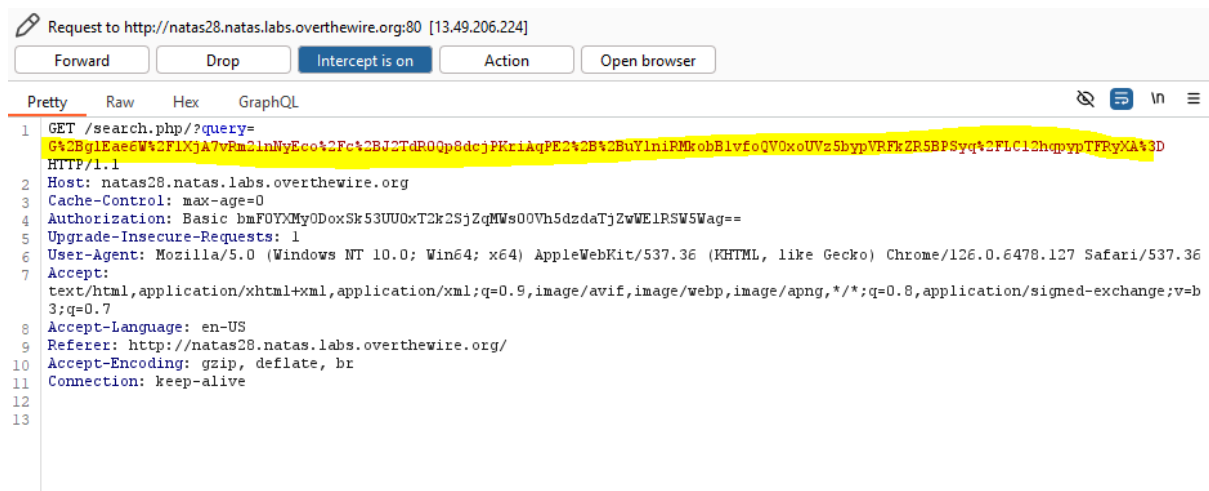 Request to http://natas28.natas.labs.overthewire.org:80 [13.49.206.224]
Forward Drop Intercept is on Action Open browser
Pretty Raw Hex GraphQL \n
1 GET /search.php/?query=
G%2BglEae6W%2F1XjA7vRm21nNyEco%2Fc%2BJ2TdR0Qp8dcjPKriAqPE2%2B%2BuYlniRMkobB1vfoQV0xoUVz5bypVRFkZR5BPSyq%2FLC12hqpypTFRyXA%3D
HTTP/1.1
2 Host: natas28.natas.labs.overthewire.org
3 Cache-Control: max-age=0
4 Authorization: Basic bmF0YXMyODoxSk53UU0xT2k2SjZqMWs0OVh5dzdaTjZwWElRSW5Wag==
5 Upgrade-Insecure-Requests: 1
6 User-Agent: Mozilla/5.0 (Windows NT 10.0; Win64; x64) AppleWebKit/537.36 (KHTML, like Gecko) Chrome/126.0.6478.127 Safari/537.36
7 Accept:
text/html,application/xhtml+xml,application/xml;q=0.9,image/avif,image/webp,image/apng,*/*;q=0.8,application/signed-exchange;v=b
3;q=0.7
8 Accept-Language: en-US
9 Referer: http://natas28.natas.labs.overthewire.org/
10 Accept-Encoding: gzip, deflate, br
11 Connection: keep-alive
12
13